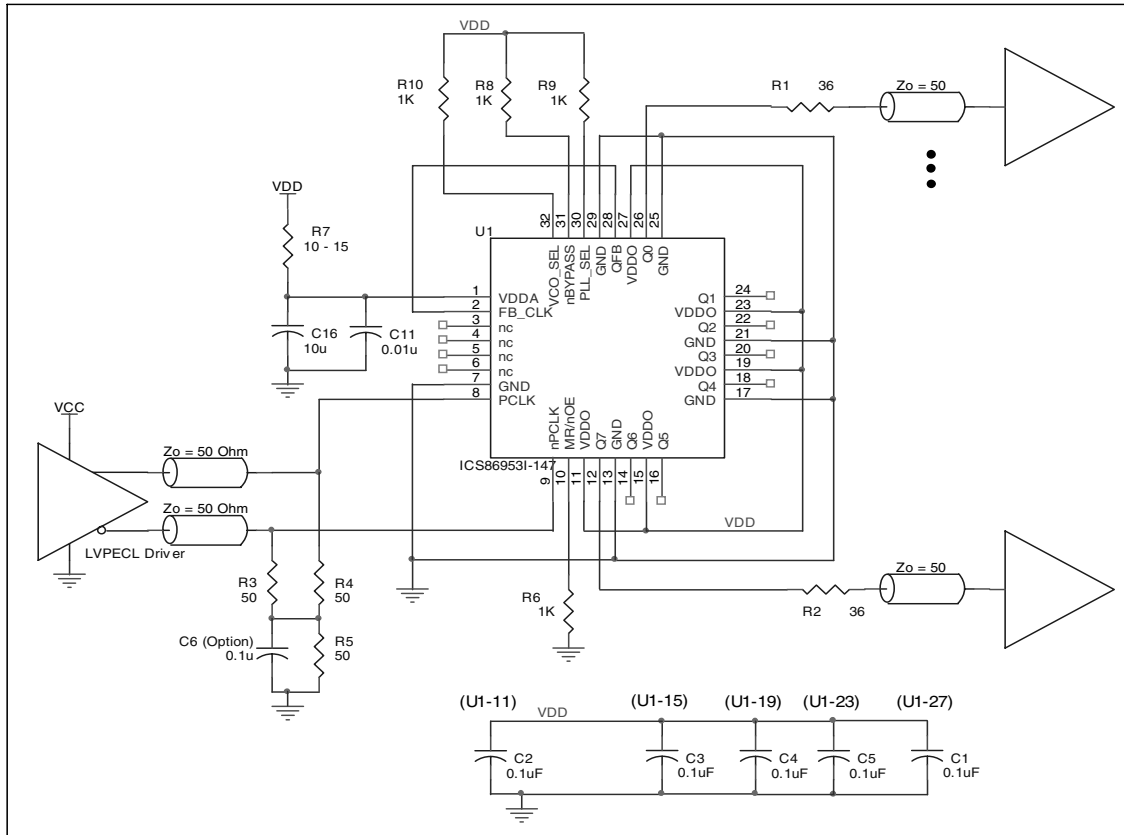 VDD
R10
1K
R8
1K
R9
1K
R1 36
Zo = 50
VDD
R7
10 - 15
C16
10u
C11
0.01u
U1
32
31
30
29
28
27
26
25
VCO_SEL
nBYPASS
PLL_SEL
GND
QFB
VDDO
Q0
GND
1 VDDA
2 FB_CLK
3 nc
4 nc
5 nc
6 nc
7 GND
8 PCLK
Q1 24
VDDO 23
Q2 22
GND 21
Q3 20
VDDO 19
Q4 18
GND 17
nPCLK
MR/nOE
VDDO
Q7
GND
Q6
VDDO
Q5
ICS86953I-147
9
10
11
12
13
14
15
16
VCC
Zo = 50 Ohm
Zo = 50 Ohm
LVPECL Driver
VDD
R3
50
R4
50
C6 (Option)
0.1u
R5
50
R6
1K
Zo = 50
R2 36
(U1-11)
(U1-15)
(U1-19)
(U1-23)
(U1-27)
VDD
C2
0.1uF
C3
0.1uF
C4
0.1uF
C5
0.1uF
C1
0.1uF